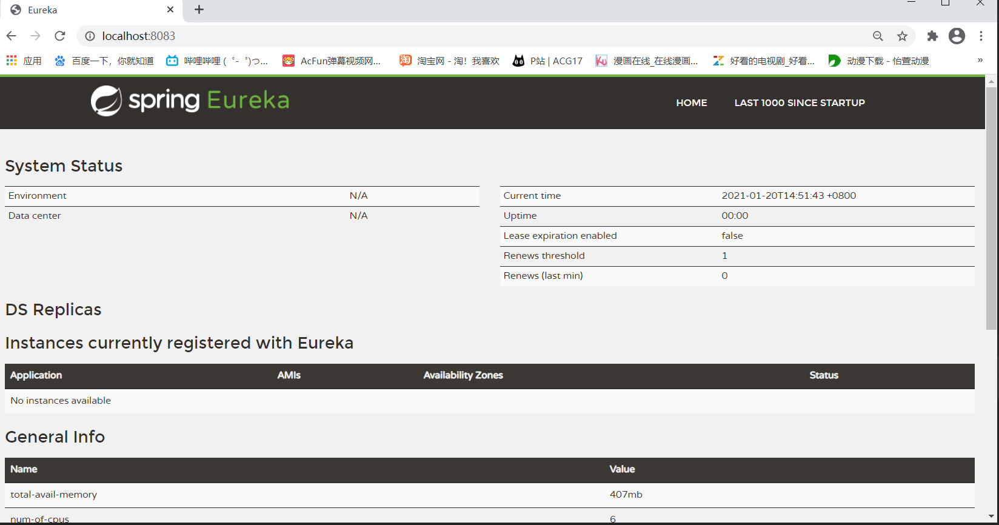 Eureka
localhost:8083
应用 百度一下，你就知道 哔哩哔哩 (゜-゜)つ... AcFun弹幕视频网... 淘宝网 - 淘！我喜欢 P站 | ACG17 漫画在线_在线漫画... 好看的电视剧_好看... 动漫下载 - 怡萱动漫 »
spring Eureka HOME LAST 1000 SINCE STARTUP
System Status
Environment N/A
Data center N/A
Current time 2021-01-20T14:51:43 +0800
Uptime 00:00
Lease expiration enabled false
Renews threshold 1
Renews (last min) 0
DS Replicas
Instances currently registered with Eureka
Application AMIs Availability Zones Status
No instances available
General Info
Name Value
total-avail-memory 407mb
num-of-cpus 6